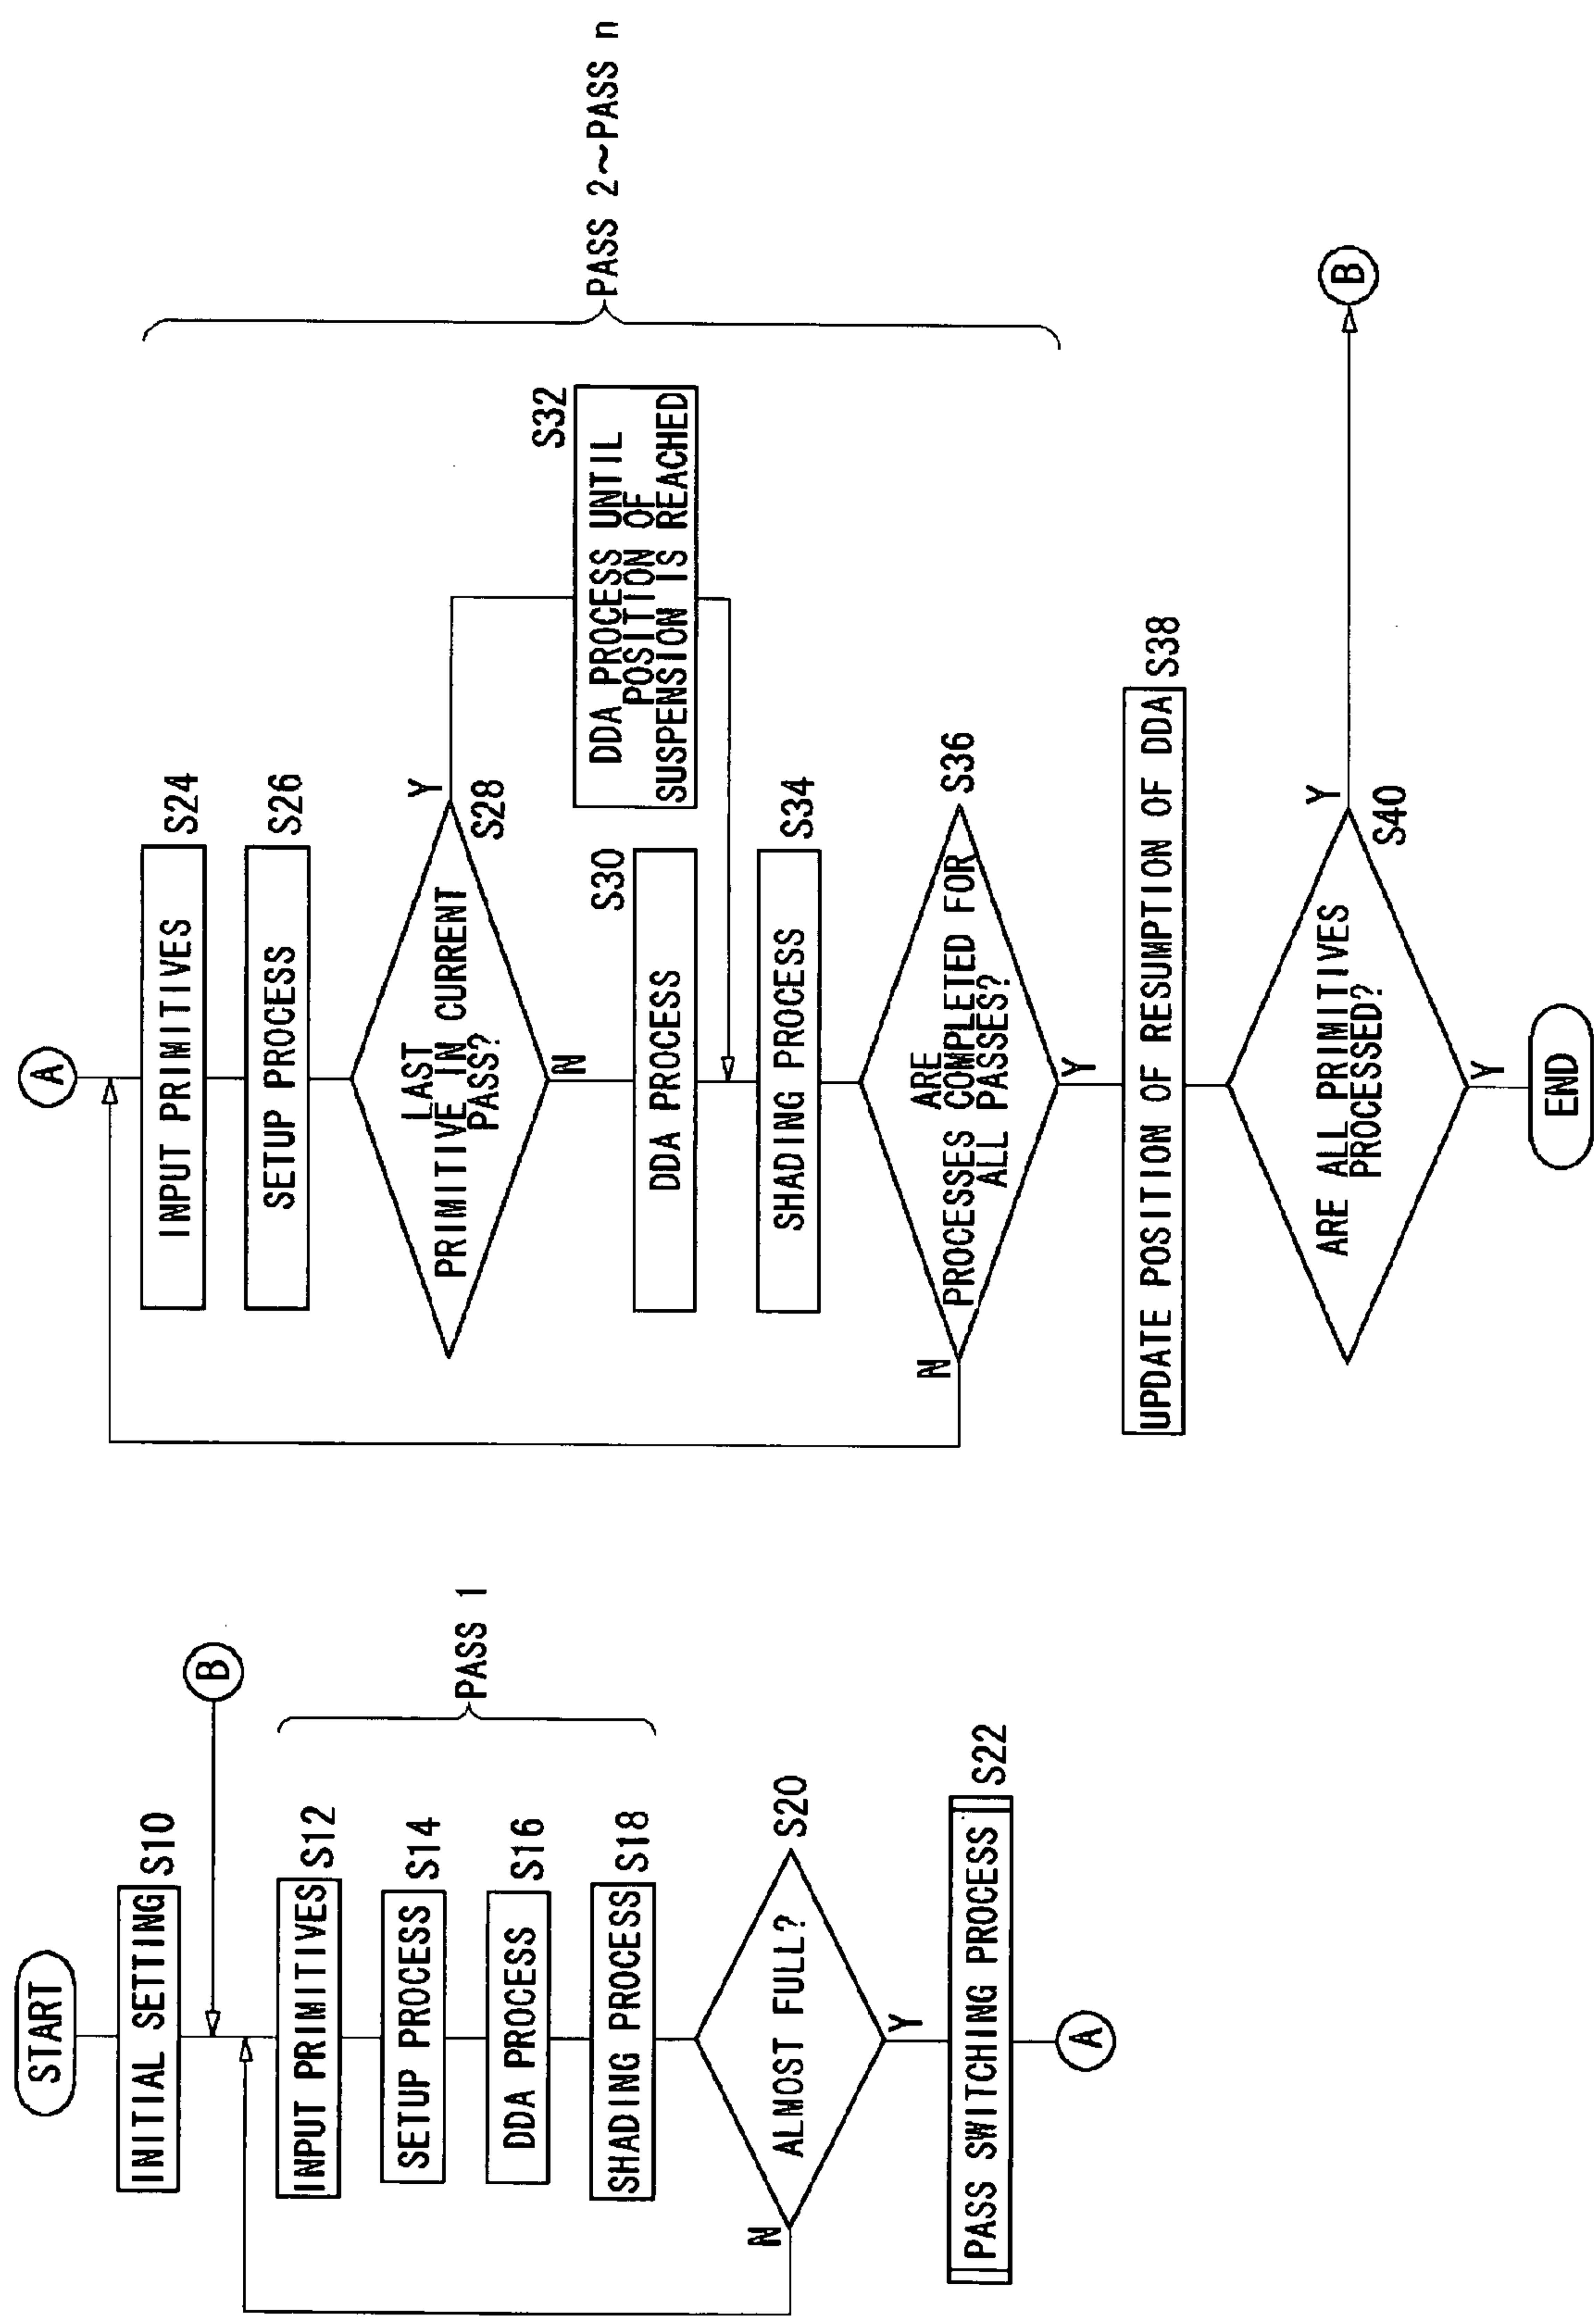 START
INITIAL SETTING S10
B
INPUT PRIMITIVES S12
SETUP PROCESS S14
DDA PROCESS S16
SHADING PROCESS S18
PASS 1
ALMOST FULL? S20
N
Y
PASS SWITCHING PROCESS S22
A
A
INPUT PRIMITIVES S24
SETUP PROCESS S26
LAST
PRIMITIVE IN CURRENT
PASS?
S28
Y
N
DDA PROCESS UNTIL
POSITION OF
SUSPENSION IS REACHED
S32
S30
DDA PROCESS
SHADING PROCESS S34
ARE
PROCESSES COMPLETED FOR
ALL PASSES?
S36
N
Y
PASS 2~PASS n
UPDATE POSITION OF RESUMPTION OF DDA S38
ARE ALL PRIMITIVES
PROCESSED?
S40
Y
B
Y
END